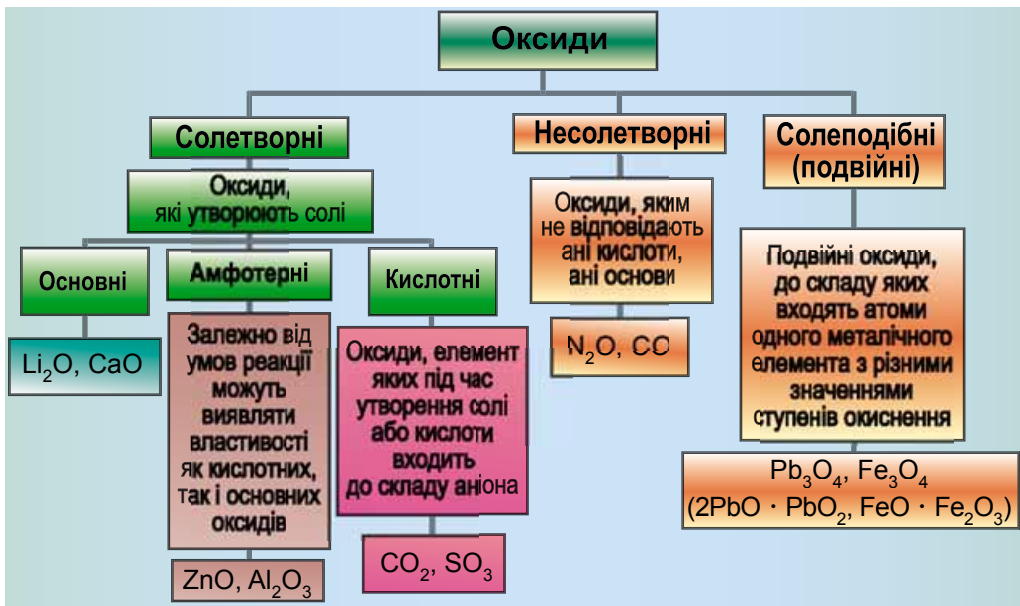 Оксиди
Солетворні
Оксиди,
які утворюють солі
Основні
Li₂O, CaO
Амфотерні
Залежно від
умов реакції
можуть
виявляти
властивості
як кислотних,
так і основних
оксидів
ZnO, Al₂O₃
Кислотні
Оксиди, елемент
яких під час
утворення солі
або кислоти
входить
до складу аніона
CO₂, SO₃
Несолетворні
Оксиди, яким
не відповідають
ані кислоти,
ані основи
N₂O, CO
Солеподібні
(подвійні)
Подвійні оксиди,
до складу яких
входять атоми
одного металічного
елемента з різними
значеннями
ступенів окиснення
Pb₃O₄, Fe₃O₄
(2PbO · PbO₂, FeO · Fe₂O₃)